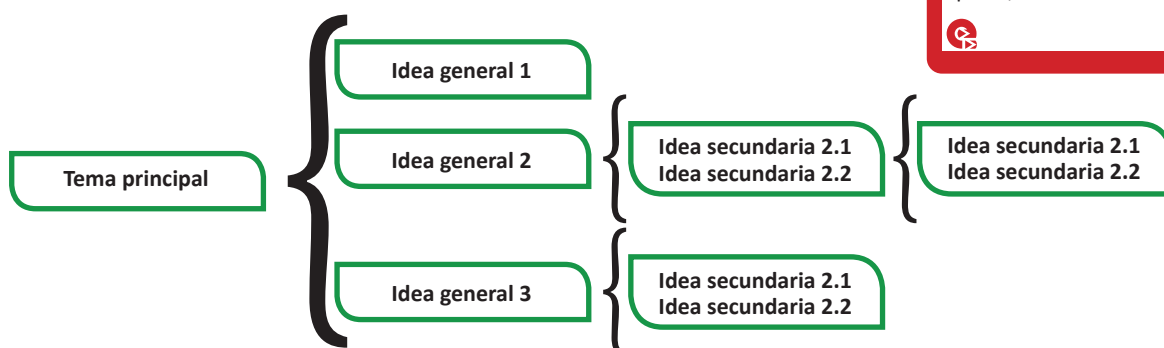 Tema principal
Idea general 1
Idea general 2
Idea secundaria 2.1
Idea secundaria 2.2
Idea secundaria 2.1
Idea secundaria 2.2
Idea general 3
Idea secundaria 2.1
Idea secundaria 2.2